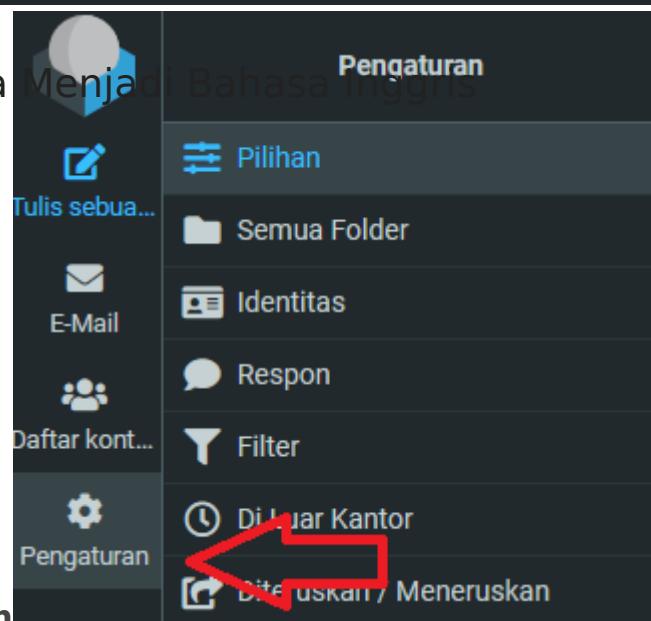 a Menjadi Bahasa Inggris
Pengaturan
Tulis sebua...
E-Mail
Daftar kont...
Pengaturan
Pilihan
Semua Folder
Identitas
Respon
Filter
Di Luar Kantor
Diteruskan / Meneruskan
n